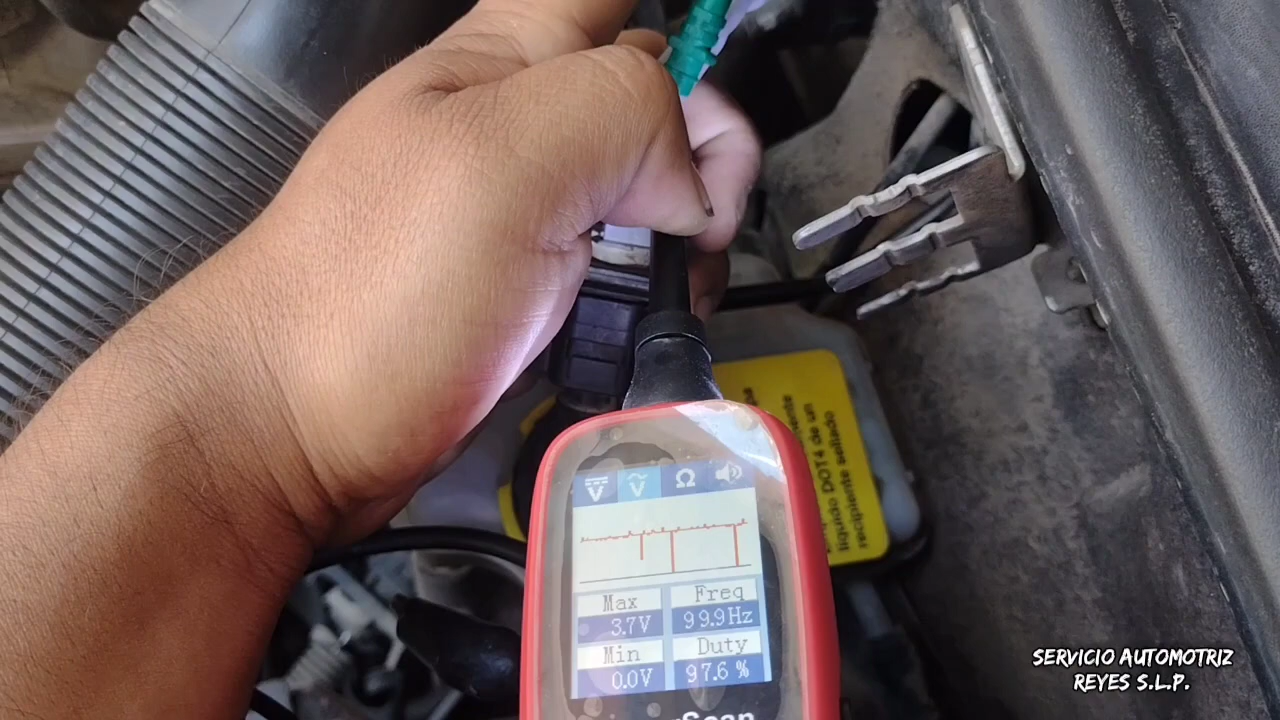 V V Ω
Max Freq
3.7V 99.9Hz
Min Duty
0.0V 97.6 %
Scan
líquido DOT4 de un
recipiente sellado
SERVICIO AUTOMOTRIZ
REYES S.L.P.